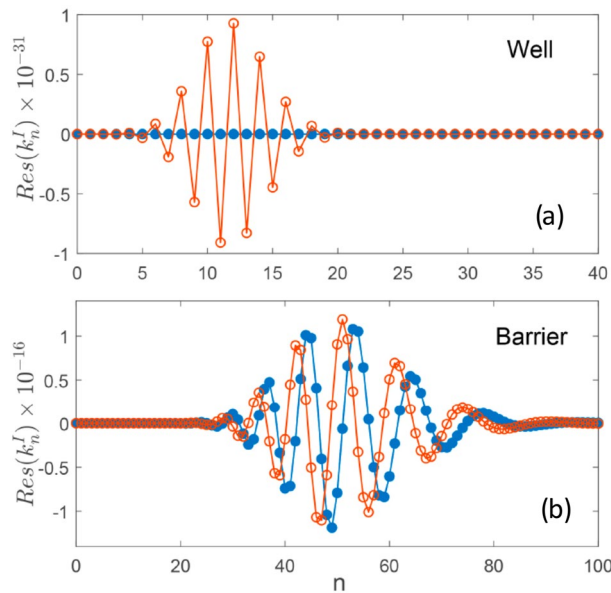 Res(k_n^I) × 10^-31
1
0.5
0
-0.5
-1
Well
(a)
0 5 10 15 20 25 30 35 40
Res(k_n^I) × 10^-16
1
0.5
0
-0.5
-1
Barrier
(b)
0 20 40 60 80 100
n